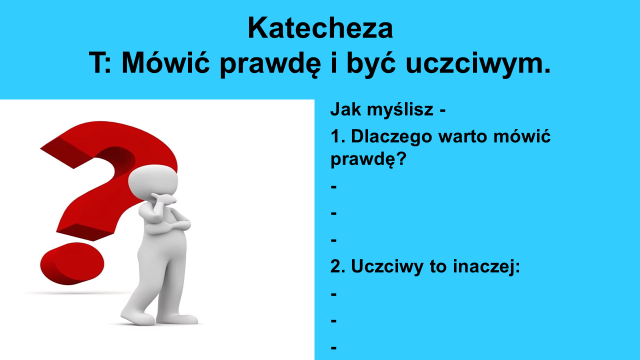 Katecheza
T: Mówić prawdę i być uczciwym.
Jak myślisz -
1. Dlaczego warto mówić
prawdę?
-
-
-
2. Uczciwy to inaczej:
-
-
-